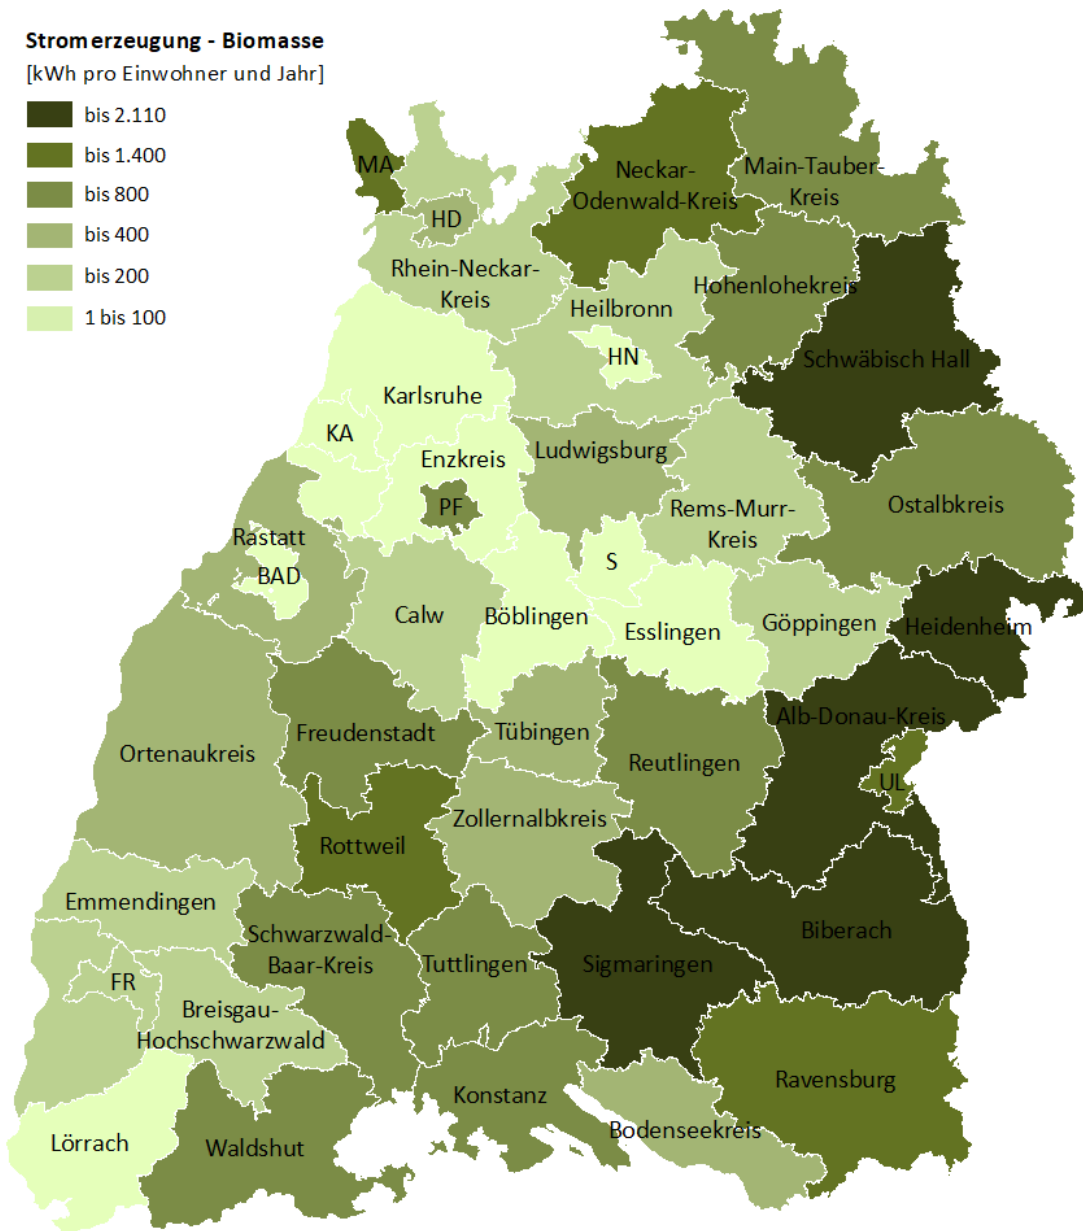 Stromerzeugung - Biomasse
[kWh pro Einwohner und Jahr]
bis 2.110
bis 1.400
bis 800
bis 400
bis 200
1 bis 100
MA
Neckar-
Odenwald-Kreis
Main-Tauber-
Kreis
HD
Rhein-Neckar-
Kreis
Hohenlohekreis
Heilbronn
HN
Schwäbisch Hall
Karlsruhe
KA
Enzkreis
Ludwigsburg
PF
Rems-Murr-
Kreis
Ostalbkreis
Rastatt
BAD
S
Calw
Böblingen
Esslingen
Göppingen
Heidenheim
Alb-Donau-Kreis
Ortenaukreis
Freudenstadt
Tübingen
Reutlingen
UL
Rottweil
Zollernalbkreis
Emmendingen
Schwarzwald-
Baar-Kreis
Tuttlingen
Sigmaringen
Biberach
FR
Breisgau-
Hochschwarzwald
Konstanz
Ravensburg
Bodenseekreis
Lörrach
Waldshut